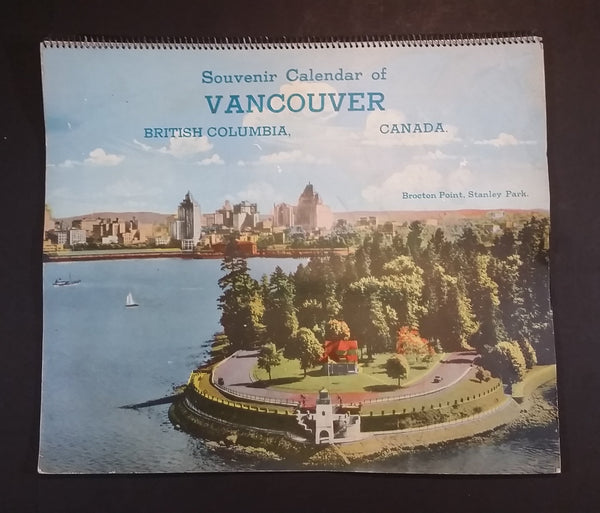 Souvenir Calendar of
VANCOUVER
BRITISH COLUMBIA, CANADA.
Brocton Point, Stanley Park.